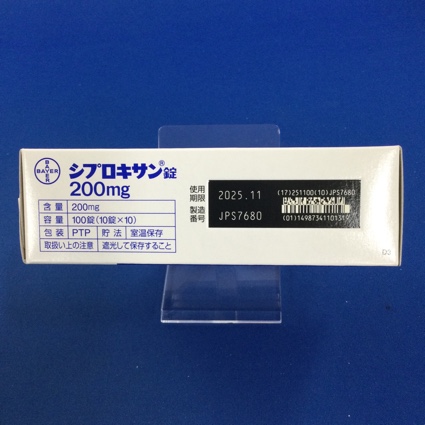 BAYER
BAYER
シプロキサン®錠
200mg
含量 200mg
容量 100錠(10錠×10)
包装 PTP 貯法 室温保存
取扱い上の注意 遮光して保存すること
使用期限 2025.11
製造番号 JPS7680
(17)251100(10)JPS7680
(01)14987341101319